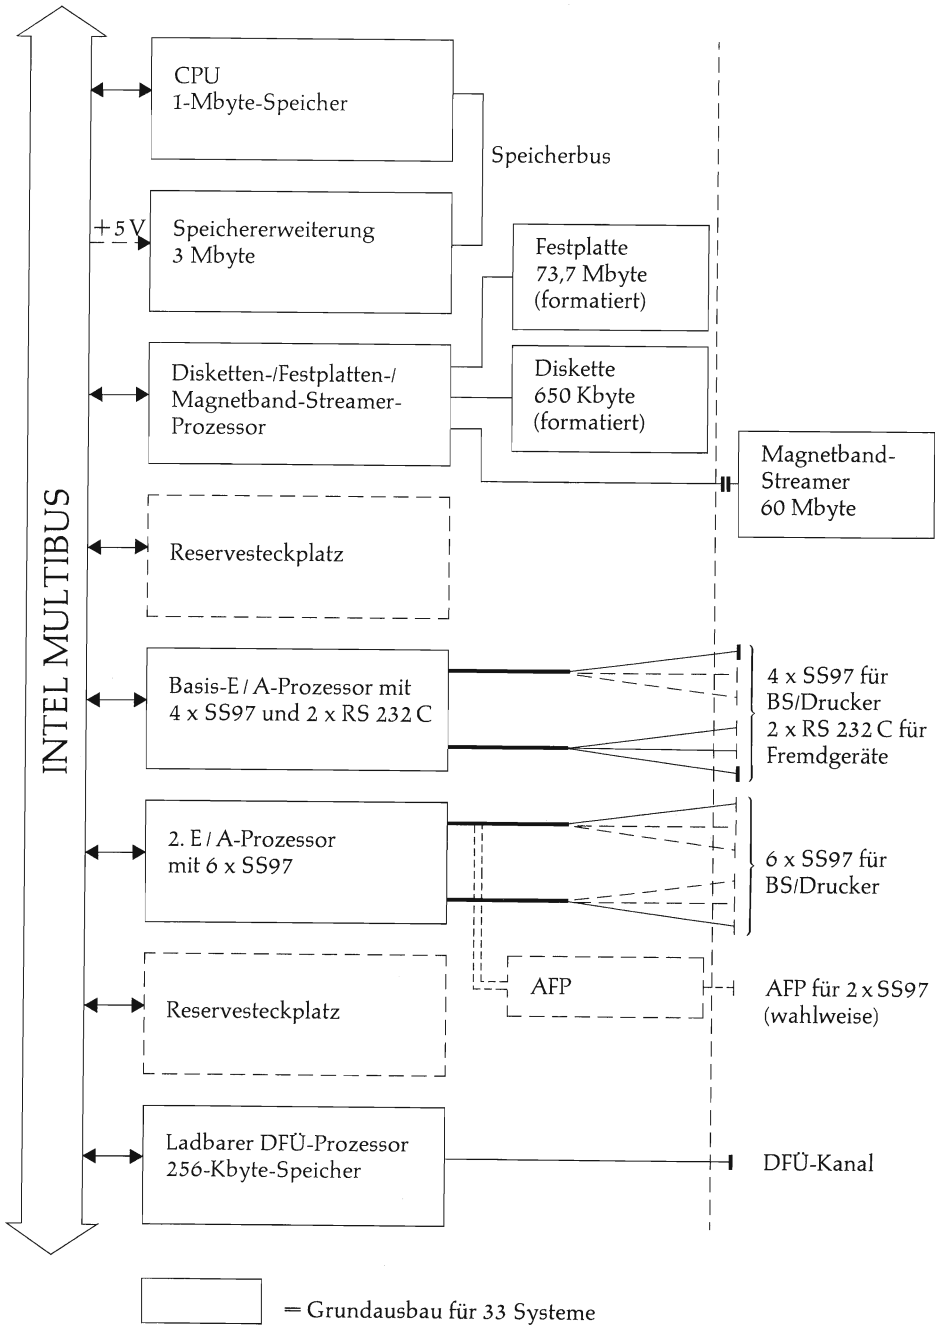 CPU
1-Mbyte-Speicher
Speicherbus
+5V
Speichererweiterung
3 Mbyte
Festplatte
73,7 Mbyte
(formatiert)
Disketten-/Festplatten-/
Magnetband-Streamer-
Prozessor
Diskette
650 Kbyte
(formatiert)
Magnetband-
Streamer
60 Mbyte
INTEL MULTIBUS
Reservesteckplatz
Basis-E/A-Prozessor mit
4 x SS97 und 2 x RS 232 C
4 x SS97 für
BS/Drucker
2 x RS 232 C für
Fremdgeräte
2. E/A-Prozessor
mit 6 x SS97
6 x SS97 für
BS/Drucker
Reservesteckplatz
AFP
AFP für 2 x SS97
(wahlweise)
Ladbarer DFÜ-Prozessor
256-Kbyte-Speicher
DFÜ-Kanal
= Grundausbau für 33 Systeme